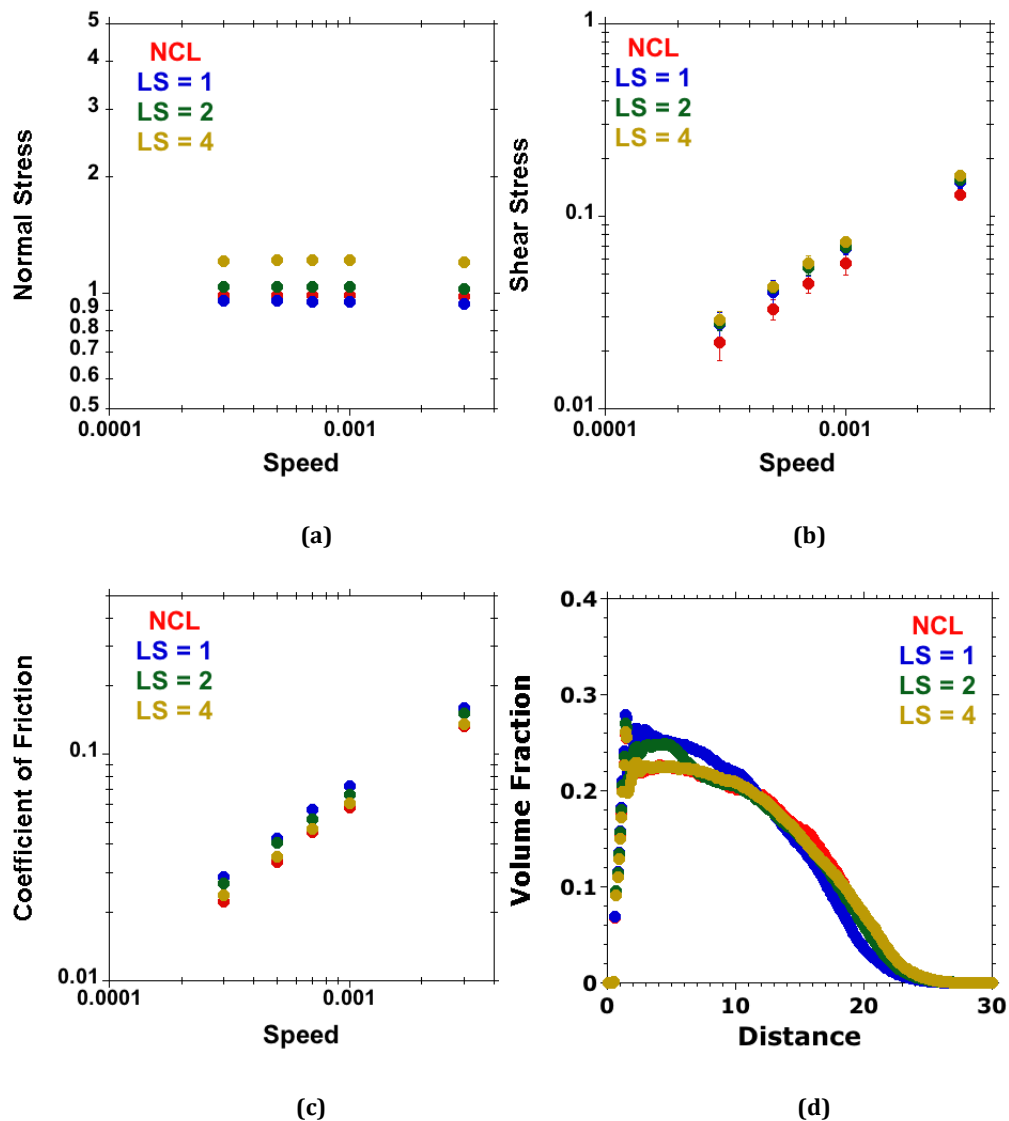 5
4
3
2
1
0.9
0.8
0.7
0.6
0.5
NCL
LS = 1
LS = 2
LS = 4
Normal Stress
0.0001
0.001
Speed
(a)
1
0.1
0.01
NCL
LS = 1
LS = 2
LS = 4
Shear Stress
0.0001
0.001
Speed
(b)
0.1
0.01
NCL
LS = 1
LS = 2
LS = 4
Coefficient of Friction
0.0001
0.001
Speed
(c)
0.4
0.3
0.2
0.1
0
NCL
LS = 1
LS = 2
LS = 4
Volume Fraction
0
10
20
30
Distance
(d)